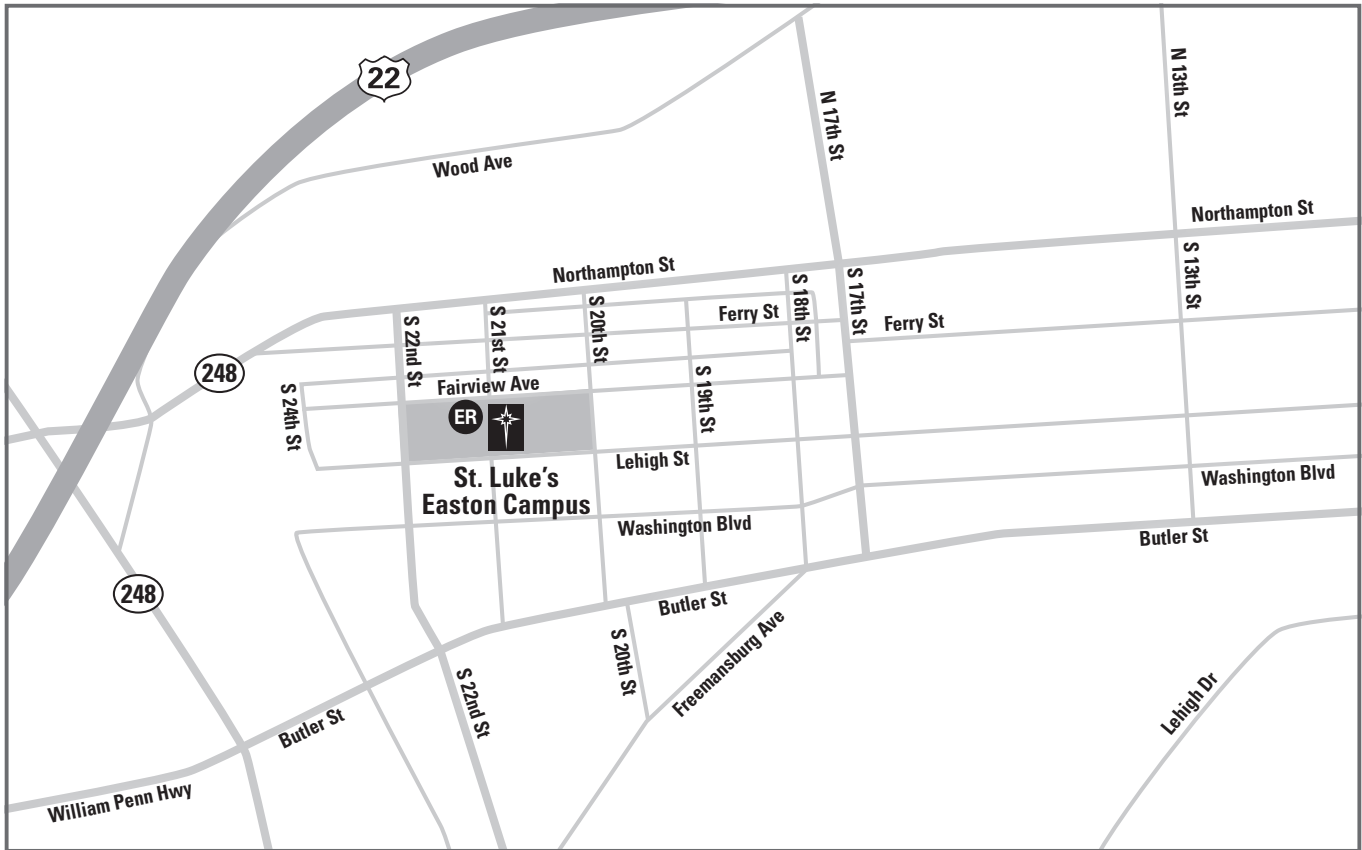 22
N 13th St
N 17th St
Wood Ave
Northampton St
Northampton St
S 13th St
S 17th St
S 18th St
S 20th St
S 21st St
Ferry St
Ferry St
S 22nd St
248
Fairview Ave
S 19th St
S 24th St
ER
Lehigh St
St. Luke's
Easton Campus
Washington Blvd
Washington Blvd
Butler St
248
Butler St
S 20th St
Freemansburg Ave
S 22nd St
Lehigh Dr
Butler St
William Penn Hwy